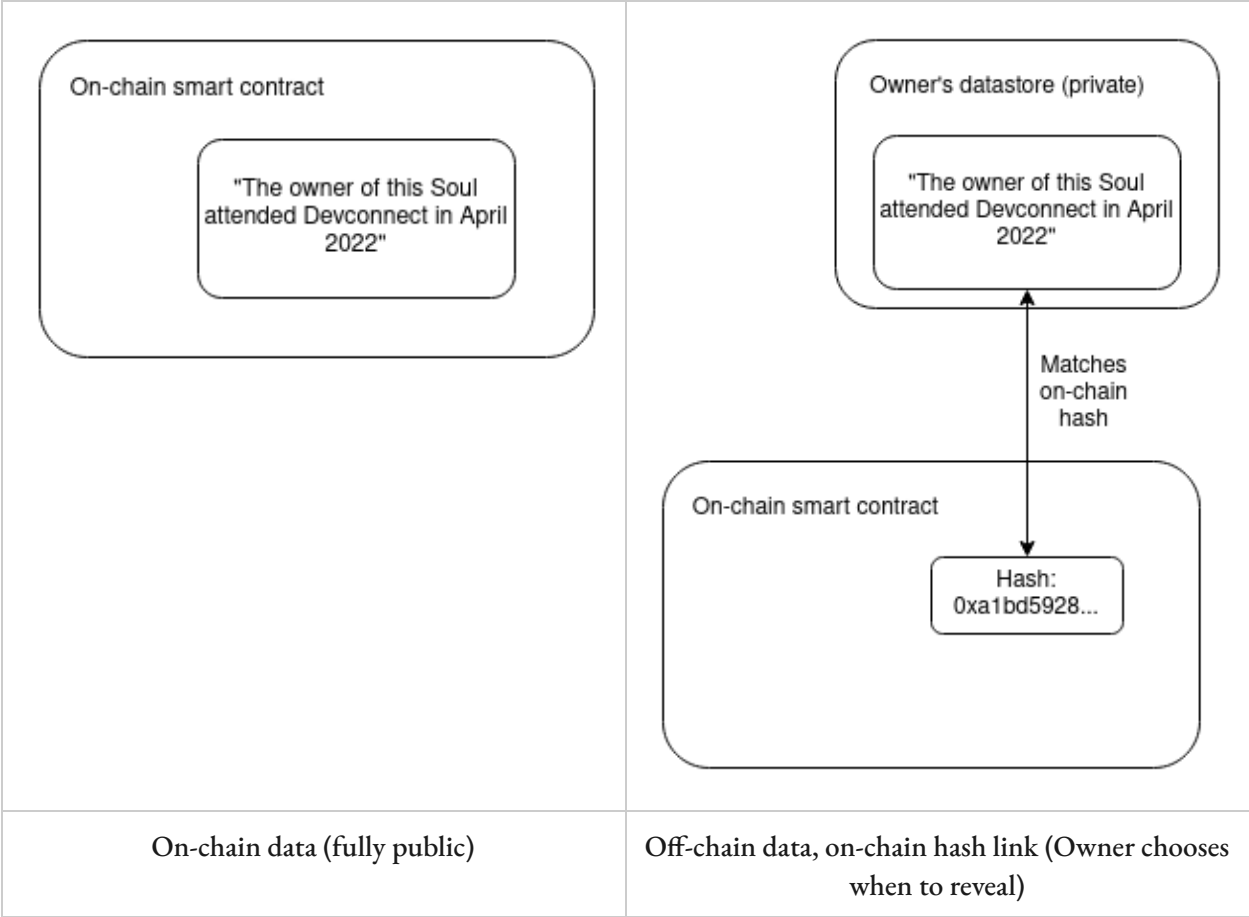 On-chain smart contract
"The owner of this Soul
attended Devconnect in April
2022"
On-chain data (fully public)
Owner's datastore (private)
"The owner of this Soul
attended Devconnect in April
2022"
Matches
on-chain
hash
On-chain smart contract
Hash:
0xa1bd5928...
Off-chain data, on-chain hash link (Owner chooses
when to reveal)